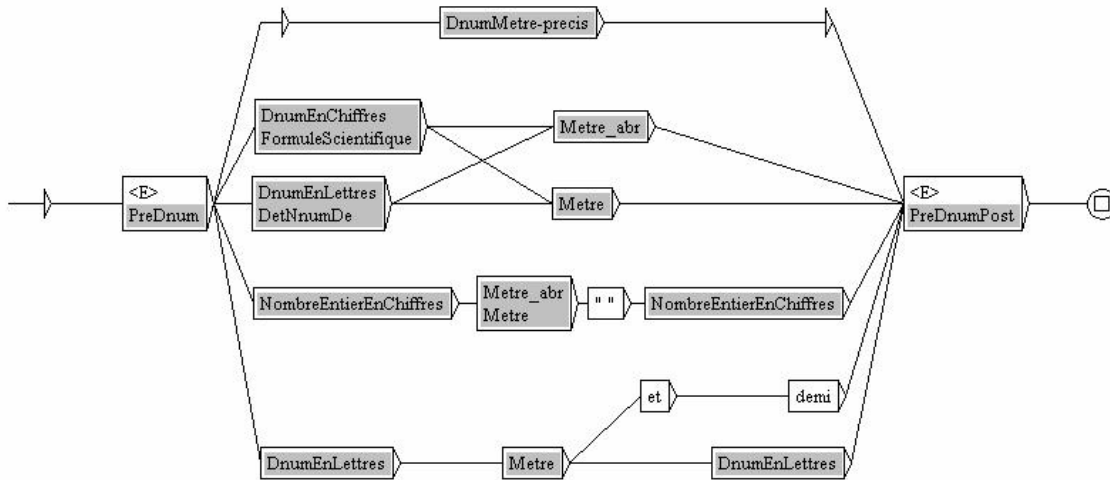 DnumMetre-precis
DnumEnChiffres
FormuleScientifique
Metre_abr
<E>
PreDnum
DnumEnLettres
DetNnumDe
Metre
<E>
PreDnumPost
NombreEntierEnChiffres
Metre_abr
Metre
" "
NombreEntierEnChiffres
et
demi
DnumEnLettres
Metre
DnumEnLettres